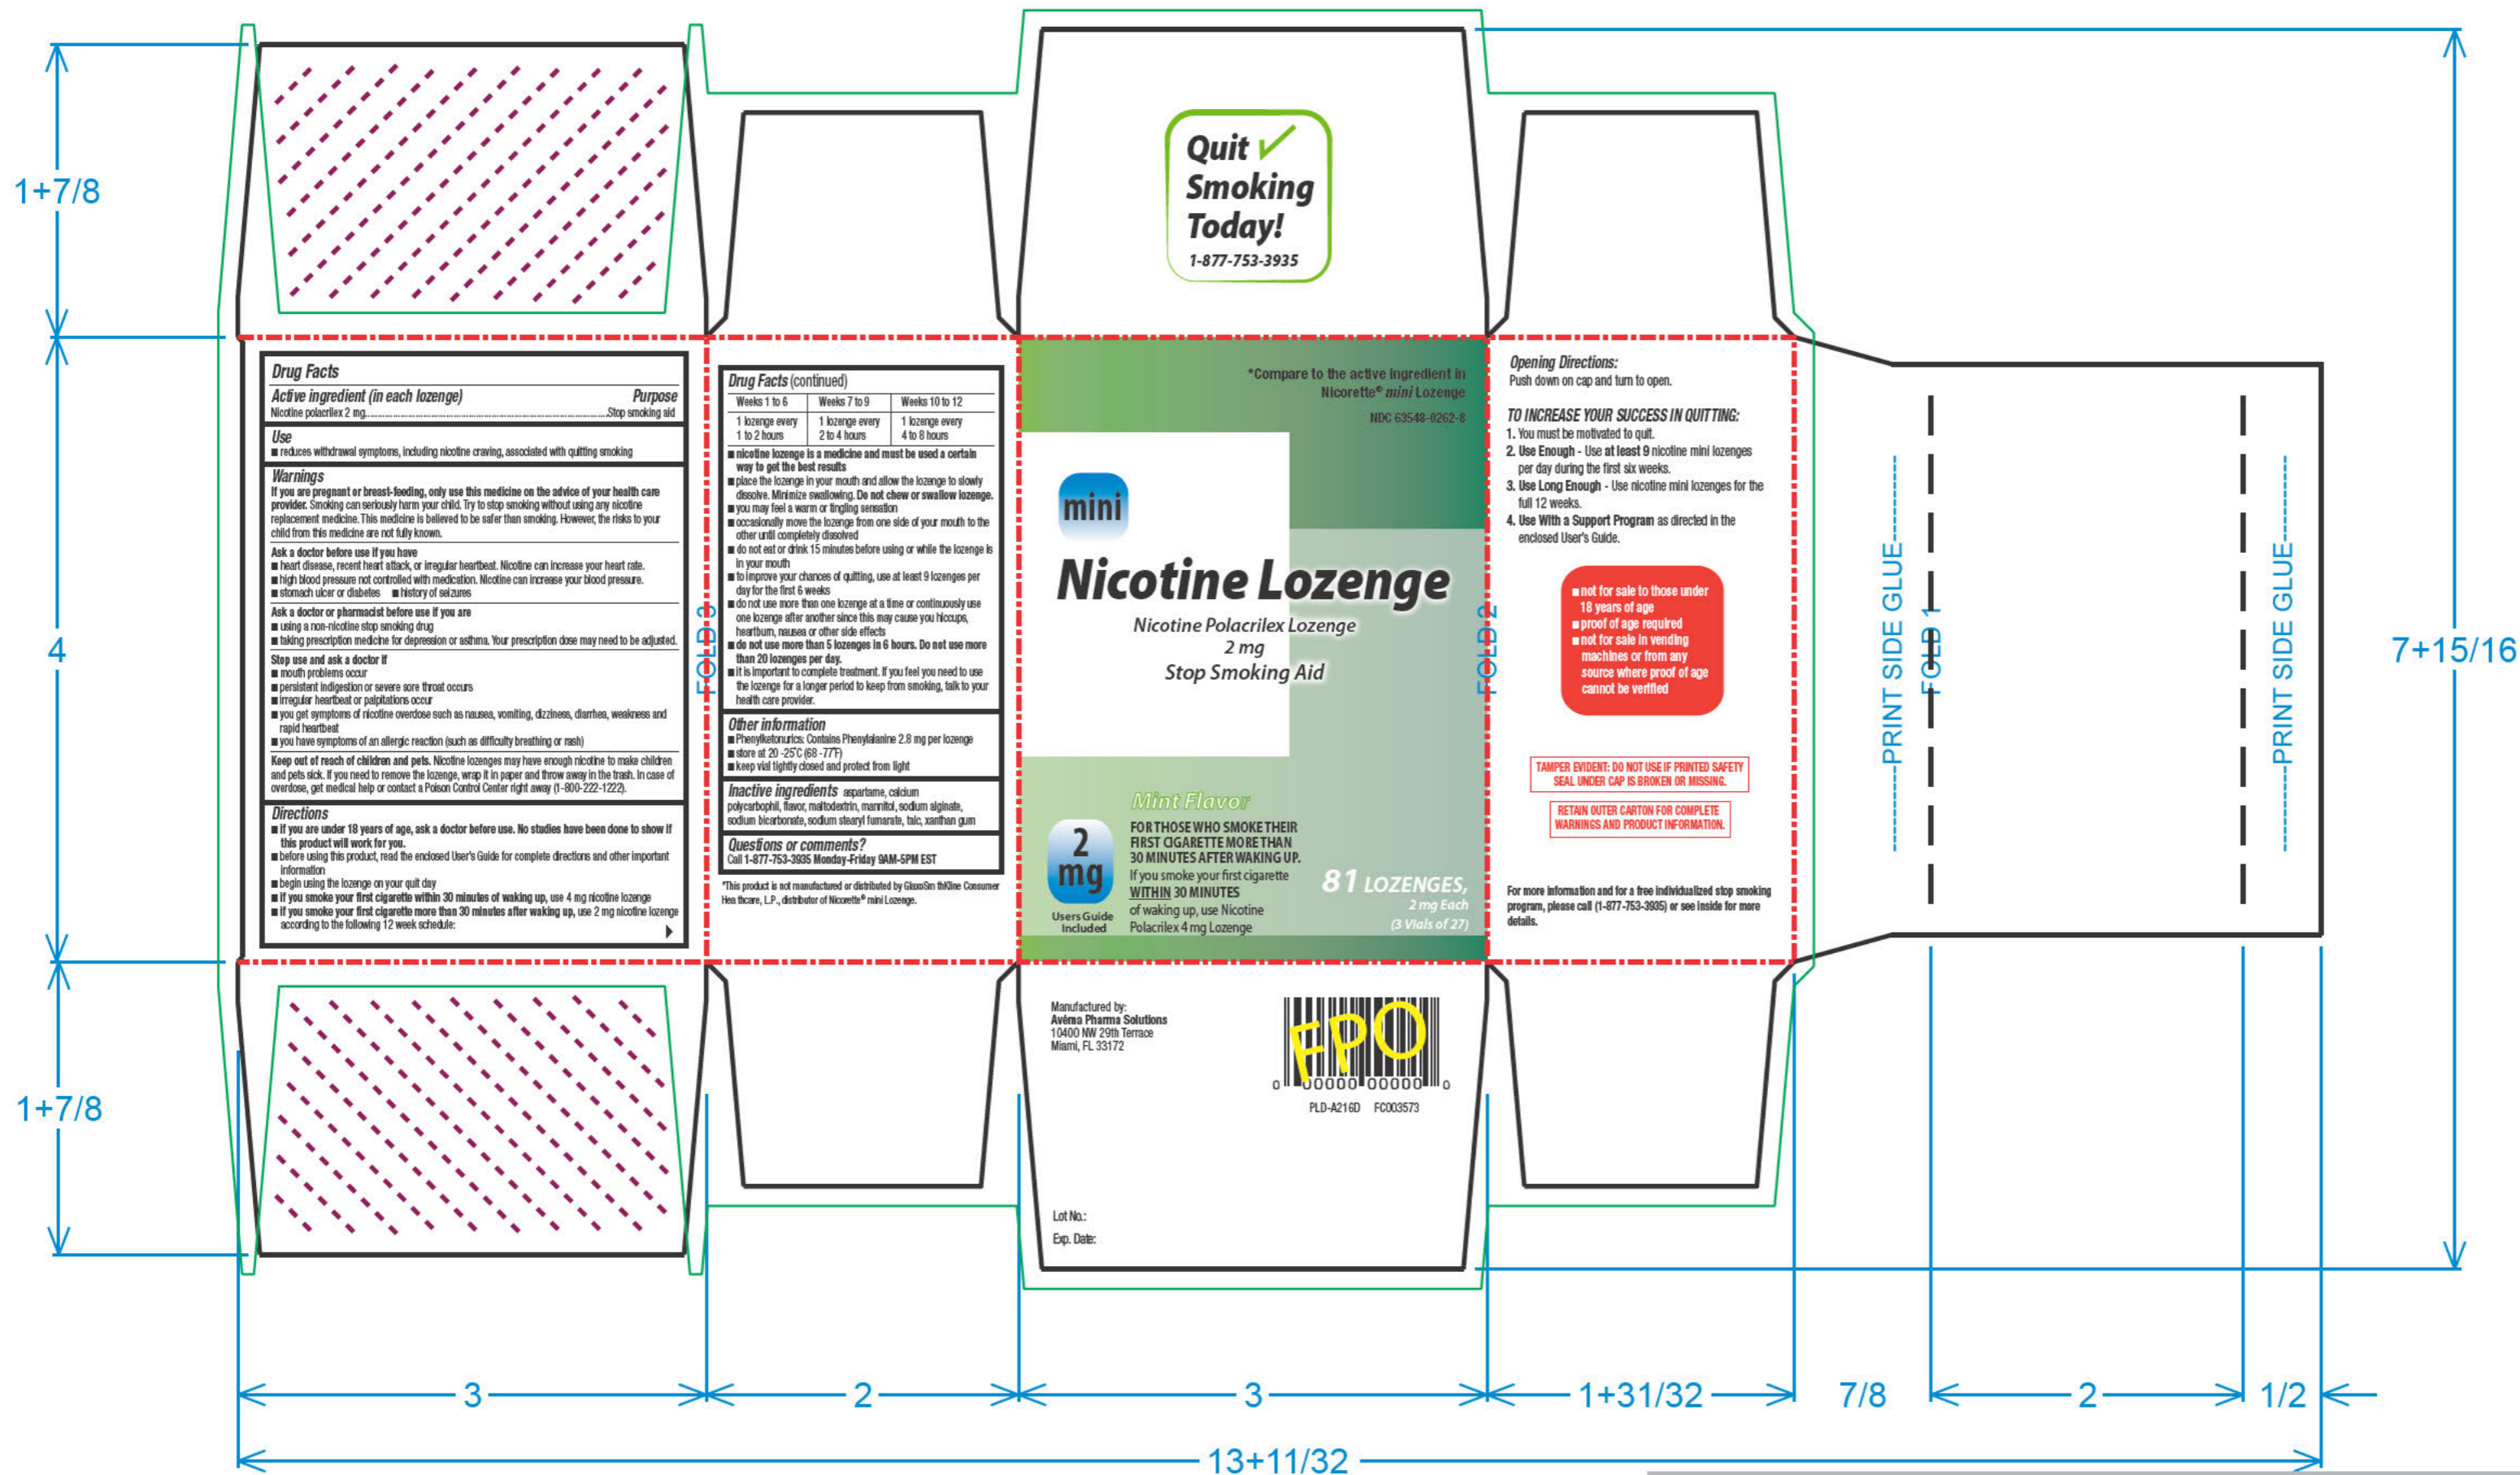 Quit
Smoking
Today!
1-877-753-3935
1+7/8
4
1+7/8
Drug Facts
Active ingredient (in each lozenge) Purpose
Nicotine polacrilex 2 mg..........Stop smoking aid
Use
■ reduces withdrawal symptoms, including nicotine craving, associated with quitting smoking
Warnings
If you are pregnant or breast-feeding, only use this medicine on the advice of your health care
provider. Smoking can seriously harm your child. Try to stop smoking without using any nicotine
replacement medicine. This medicine is believed to be safer than smoking. However, the risks to your
child from this medicine are not fully known.
Ask a doctor before use if you have
■ heart disease, recent heart attack, or irregular heartbeat. Nicotine can increase your heart rate.
■ high blood pressure not controlled with medication. Nicotine can increase your blood pressure.
■ stomach ulcer or diabetes ■ history of seizures
Ask a doctor or pharmacist before use if you are
■ using a non-nicotine stop smoking drug
■ taking prescription medicine for depression or asthma. Your prescription dose may need to be adjusted.
Stop use and ask a doctor if
■ mouth problems occur
■ persistent indigestion or severe sore throat occurs
■ irregular heartbeat or palpitations occur
■ you get symptoms of nicotine overdose such as nausea, vomiting, dizziness, diarrhea, weakness and
rapid heartbeat
■ you have symptoms of an allergic reaction (such as difficulty breathing or rash)
Keep out of reach of children and pets. Nicotine lozenges may have enough nicotine to make children
and pets sick. If you need to remove the lozenge, wrap it in paper and throw away in the trash. In case of
overdose, get medical help or contact a Poison Control Center right away (1-800-222-1222).
Directions
■ if you are under 18 years of age, ask a doctor before use. No studies have been done to show if
this product will work for you.
■ before using this product, read the enclosed User's Guide for complete directions and other important
information
■ begin using the lozenge on your quit day
■ if you smoke your first cigarette within 30 minutes of waking up, use 4 mg nicotine lozenge
■ if you smoke your first cigarette more than 30 minutes after waking up, use 2 mg nicotine lozenge
according to the following 12 week schedule:
FOLD 3
Drug Facts (continued)
Weeks 1 to 6 Weeks 7 to 9 Weeks 10 to 12
1 lozenge every 1 lozenge every 1 lozenge every
1 to 2 hours 2 to 4 hours 4 to 8 hours
■ nicotine lozenge is a medicine and must be used a certain
way to get the best results
■ place the lozenge in your mouth and allow the lozenge to slowly
dissolve. Minimize swallowing. Do not chew or swallow lozenge.
■ you may feel a warm or tingling sensation
■ occasionally move the lozenge from one side of your mouth to the
other until completely dissolved
■ do not eat or drink 15 minutes before using or while the lozenge is
in your mouth
■ to improve your chances of quitting, use at least 9 lozenges per
day for the first 6 weeks
■ do not use more than one lozenge at a time or continuously use
one lozenge after another since this may cause you hiccups,
heartburn, nausea or other side effects
■ do not use more than 5 lozenges in 6 hours. Do not use more
than 20 lozenges per day.
■ it is important to complete treatment. If you feel you need to use
the lozenge for a longer period to keep from smoking, talk to your
health care provider.
Other information
■ Phenylketonurics: Contains Phenylalanine 2.8 mg per lozenge
■ store at 20 -25˚C (68 -77˚F)
■ keep vial tightly closed and protect from light
Inactive ingredients aspartame, calcium
polycarbophil, flavor, maltodextrin, mannitol, sodium alginate,
sodium bicarbonate, sodium stearyl fumarate, talc, xanthan gum
Questions or comments?
Call 1-877-753-3935 Monday-Friday 9AM-5PM EST
*This product is not manufactured or distributed by GlaxoSm thKline Consumer
Hea thcare, L.P., distributor of Nicorette® mini Lozenge.
*Compare to the active ingredient in
Nicorette® mini Lozenge
NDC 63548-0262-8
mini
Nicotine Lozenge
Nicotine Polacrilex Lozenge
2 mg
Stop Smoking Aid
Mint Flavor
2
mg
Users Guide
Included
FOR THOSE WHO SMOKE THEIR
FIRST CIGARETTE MORE THAN
30 MINUTES AFTER WAKING UP.
If you smoke your first cigarette
WITHIN 30 MINUTES
of waking up, use Nicotine
Polacrilex 4 mg Lozenge
81 LOZENGES,
2 mg Each
(3 Vials of 27)
FOLD 2
Opening Directions:
Push down on cap and turn to open.
TO INCREASE YOUR SUCCESS IN QUITTING:
1. You must be motivated to quit.
2. Use Enough - Use at least 9 nicotine mini lozenges
per day during the first six weeks.
3. Use Long Enough - Use nicotine mini lozenges for the
full 12 weeks.
4. Use With a Support Program as directed in the
enclosed User's Guide.
■ not for sale to those under
18 years of age
■ proof of age required
■ not for sale in vending
machines or from any
source where proof of age
cannot be verified
TAMPER EVIDENT: DO NOT USE IF PRINTED SAFETY
SEAL UNDER CAP IS BROKEN OR MISSING.
RETAIN OUTER CARTON FOR COMPLETE
WARNINGS AND PRODUCT INFORMATION.
For more information and for a free individualized stop smoking
program, please call (1-877-753-3935) or see inside for more
details.
PRINT SIDE GLUE
FOLD 1
PRINT SIDE GLUE
7+15/16
Manufactured by:
Avéma Pharma Solutions
10400 NW 29th Terrace
Miami, FL 33172
FPO
0 00000 00000 0
PLD-A216D FC003573
Lot No.:
Exp. Date:
3 2 3 1+31/32 7/8 2 1/2
13+11/32